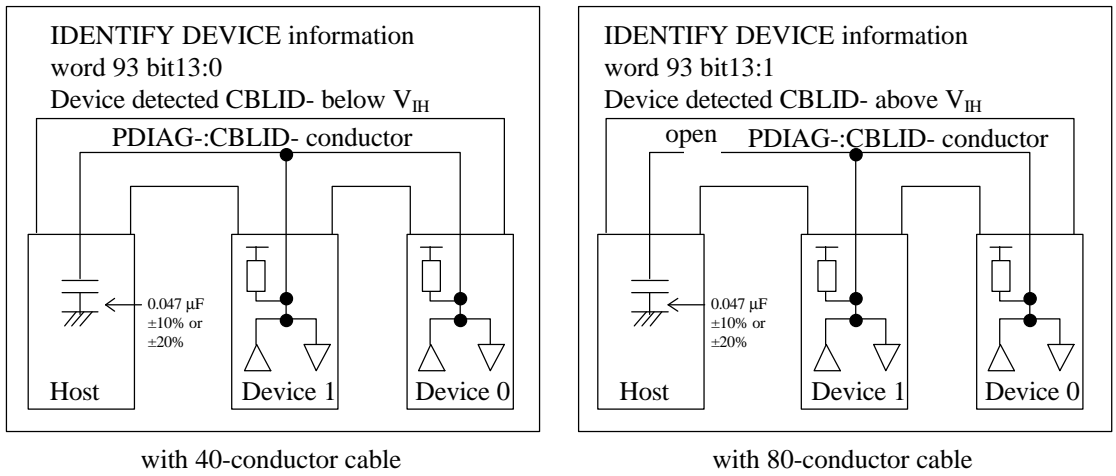 IDENTIFY DEVICE information
word 93 bit13:0
Device detected CBLID- below VIH
PDIAG-:CBLID- conductor
0.047 µF
±10% or
±20%
Host
Device 1
Device 0
with 40-conductor cable
IDENTIFY DEVICE information
word 93 bit13:1
Device detected CBLID- above VIH
open
PDIAG-:CBLID- conductor
0.047 µF
±10% or
±20%
Host
Device 1
Device 0
with 80-conductor cable